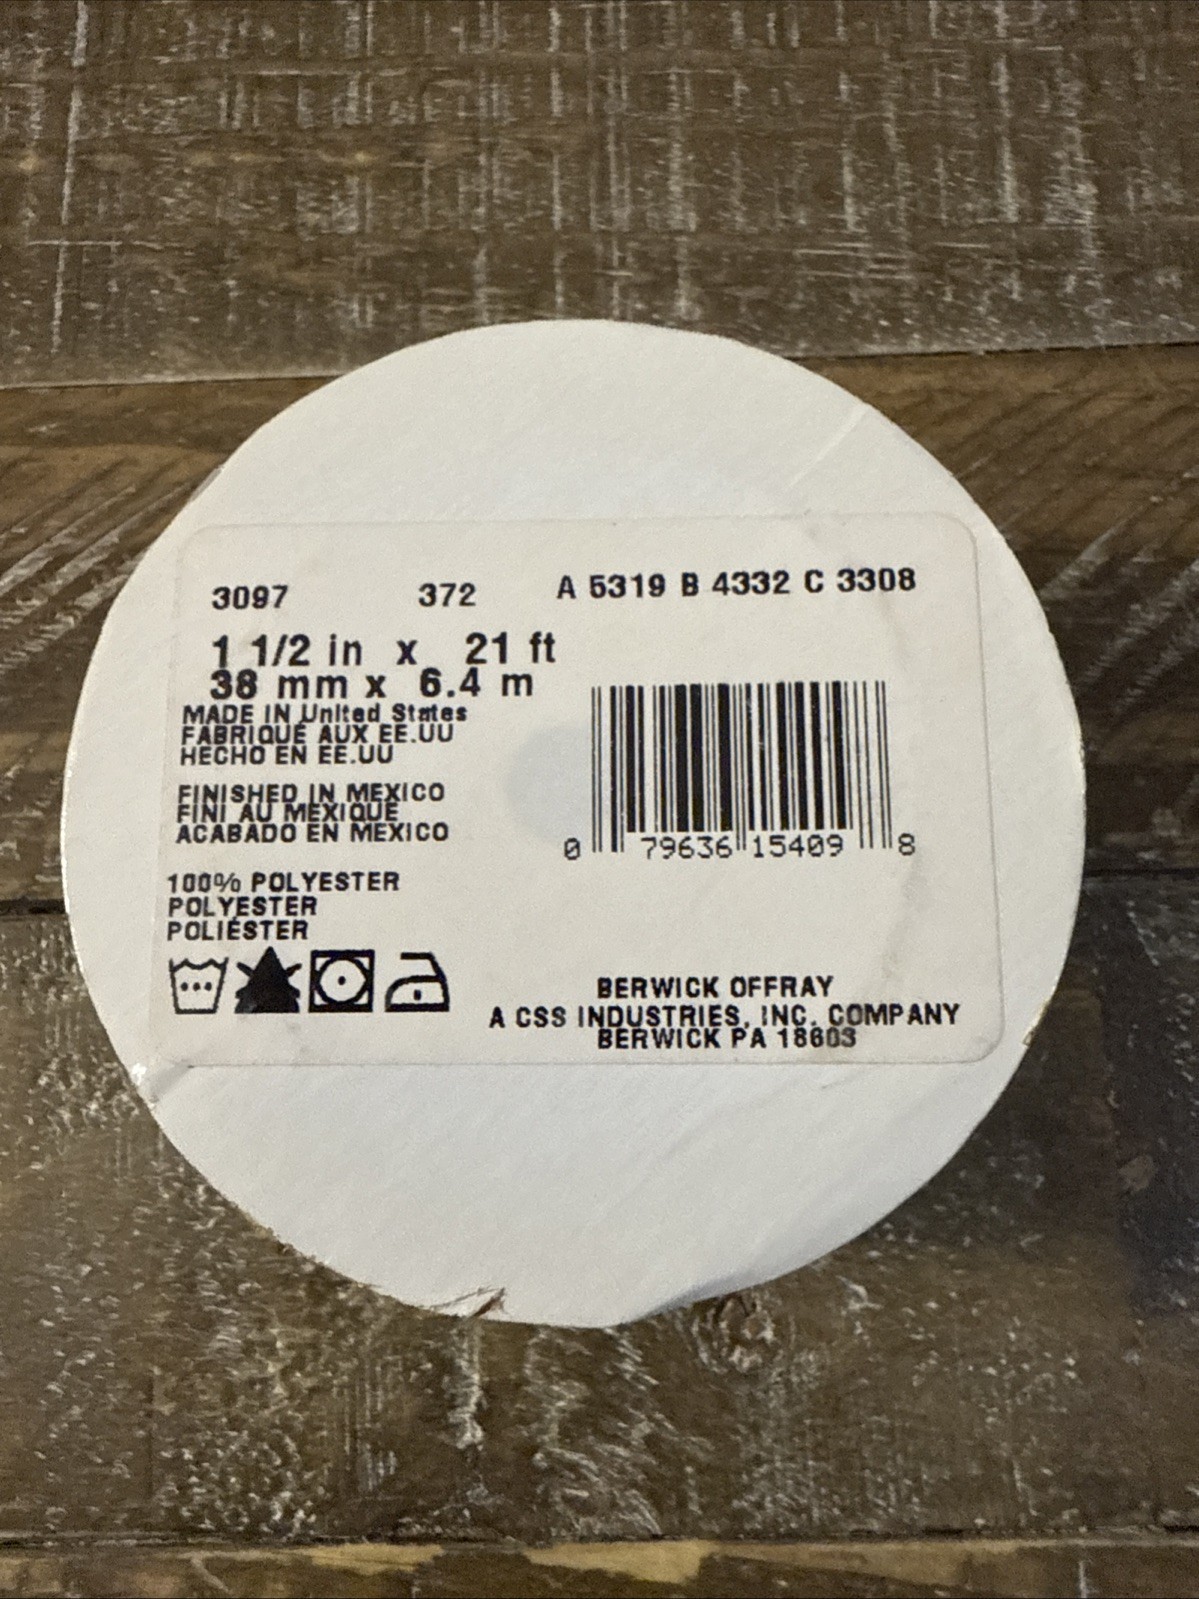 3097 372 A 5319 B 4332 C 3308
1 1/2 in x 21 ft
38 mm x 6.4 m
MADE IN United States
FABRIQUÉ AUX EE.UU
HECHO EN EE.UU
FINISHED IN MEXICO
FINI AU MEXIQUE
ACABADO EN MEXICO
100% POLYESTER
POLYESTER
POLIÉSTER
0 79636 15409 8
BERWICK OFFRAY
A CSS INDUSTRIES, INC. COMPANY
BERWICK PA 18603